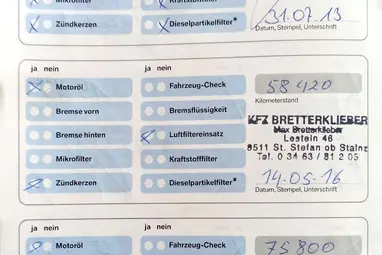 Mikrofilter Kraftstofffilter
Zündkerzen Dieselpartikelfilter* 31.07.13
Datum, Stempel, Unterschrift
ja nein ja nein
Motoröl Fahrzeug-Check 58420
Kilometerstand
Bremse vorn Bremsflüssigkeit KFZ BRETTERKLIEBER
Max Bretterklieber
Bremse hinten Luftfiltereinsatz Lestein 46
8511 St. Stefan ob Stainz
Mikrofilter Kraftstofffilter Tel. 0 34 63 / 81 2 05
Zündkerzen Dieselpartikelfilter* 14.05.16
Datum, Stempel, Unterschrift
ja nein ja nein
Motoröl Fahrzeug-Check 75800